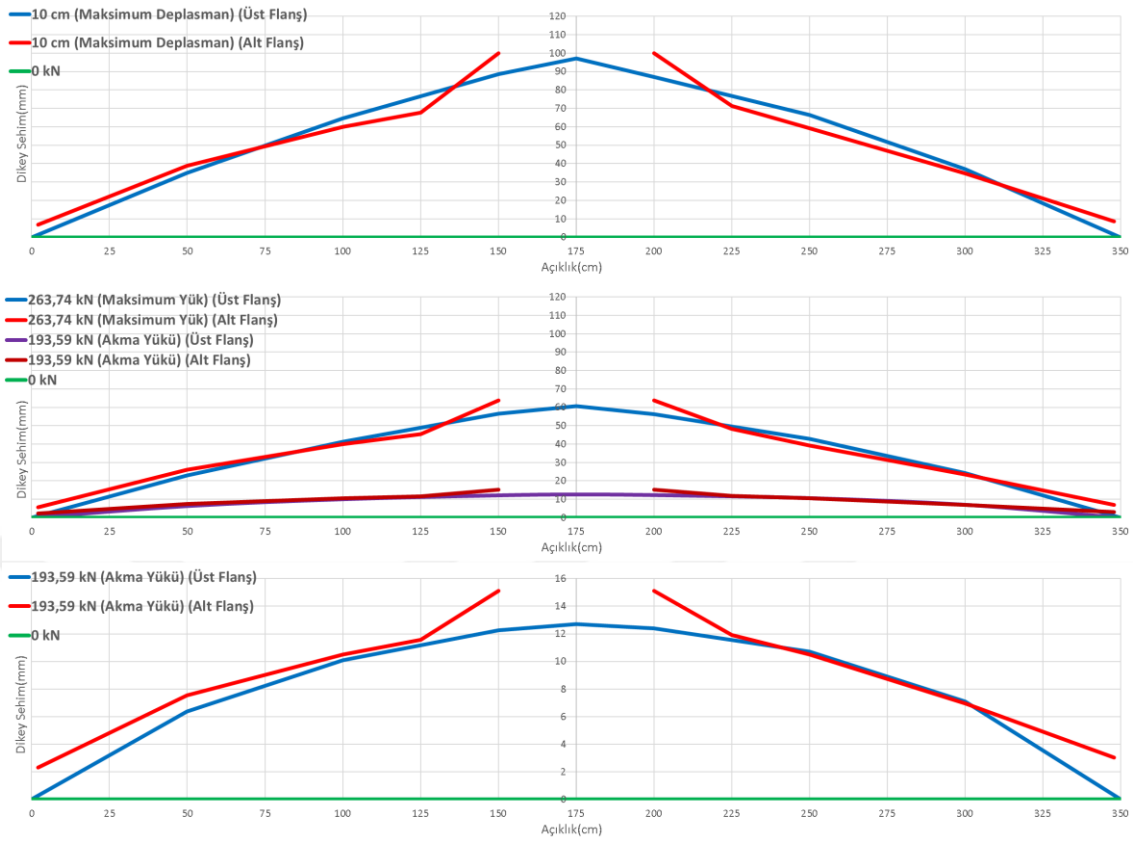 10 cm (Maksimum Deplasman) (Üst Flanş)
10 cm (Maksimum Deplasman) (Alt Flanş)
0 kN
Dikey Sehim(mm)
120
110
100
90
80
70
60
50
40
30
20
10
0
0 25 50 75 100 125 150 175 200 225 250 275 300 325 350
Açıklık(cm)
263,74 kN (Maksimum Yük) (Üst Flanş)
263,74 kN (Maksimum Yük) (Alt Flanş)
193,59 kN (Akma Yükü) (Üst Flanş)
193,59 kN (Akma Yükü) (Alt Flanş)
0 kN
Dikey Sehim(mm)
120
110
100
90
80
70
60
50
40
30
20
10
0
0 25 50 75 100 125 150 175 200 225 250 275 300 325 350
Açıklık(cm)
193,59 kN (Akma Yükü) (Üst Flanş)
193,59 kN (Akma Yükü) (Alt Flanş)
0 kN
Dikey Sehim(mm)
16
14
12
10
8
6
4
2
0
0 25 50 75 100 125 150 175 200 225 250 275 300 325 350
Açıklık(cm)